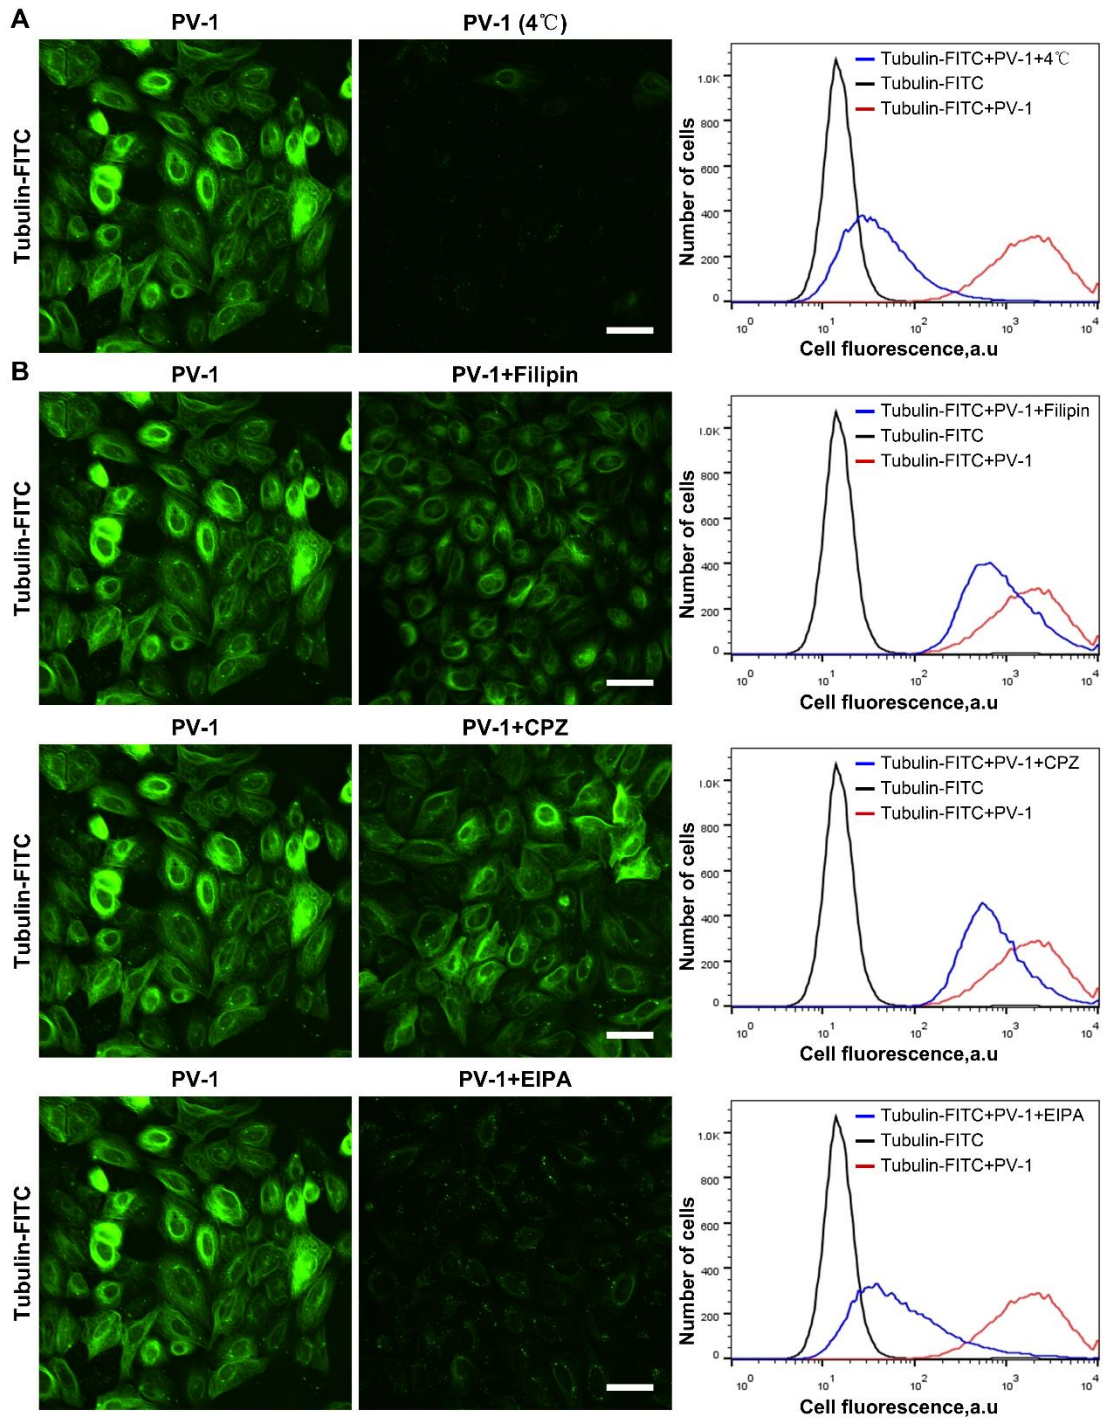 A
PV-1
PV-1 (4℃)
Tubulin-FITC
Number of cells
1.0K
800
600
400
200
0
Tubulin-FITC+PV-1+4℃
Tubulin-FITC
Tubulin-FITC+PV-1
10^0 10^1 10^2 10^3 10^4
Cell fluorescence,a.u
B
PV-1
PV-1+Filipin
Tubulin-FITC
Number of cells
1.0K
800
600
400
200
0
Tubulin-FITC+PV-1+Filipin
Tubulin-FITC
Tubulin-FITC+PV-1
10^0 10^1 10^2 10^3 10^4
Cell fluorescence,a.u
PV-1
PV-1+CPZ
Tubulin-FITC
Number of cells
1.0K
800
600
400
200
0
Tubulin-FITC+PV-1+CPZ
Tubulin-FITC
Tubulin-FITC+PV-1
10^0 10^1 10^2 10^3 10^4
Cell fluorescence,a.u
PV-1
PV-1+EIPA
Tubulin-FITC
Number of cells
1.0K
800
600
400
200
0
Tubulin-FITC+PV-1+EIPA
Tubulin-FITC
Tubulin-FITC+PV-1
10^0 10^1 10^2 10^3 10^4
Cell fluorescence,a.u